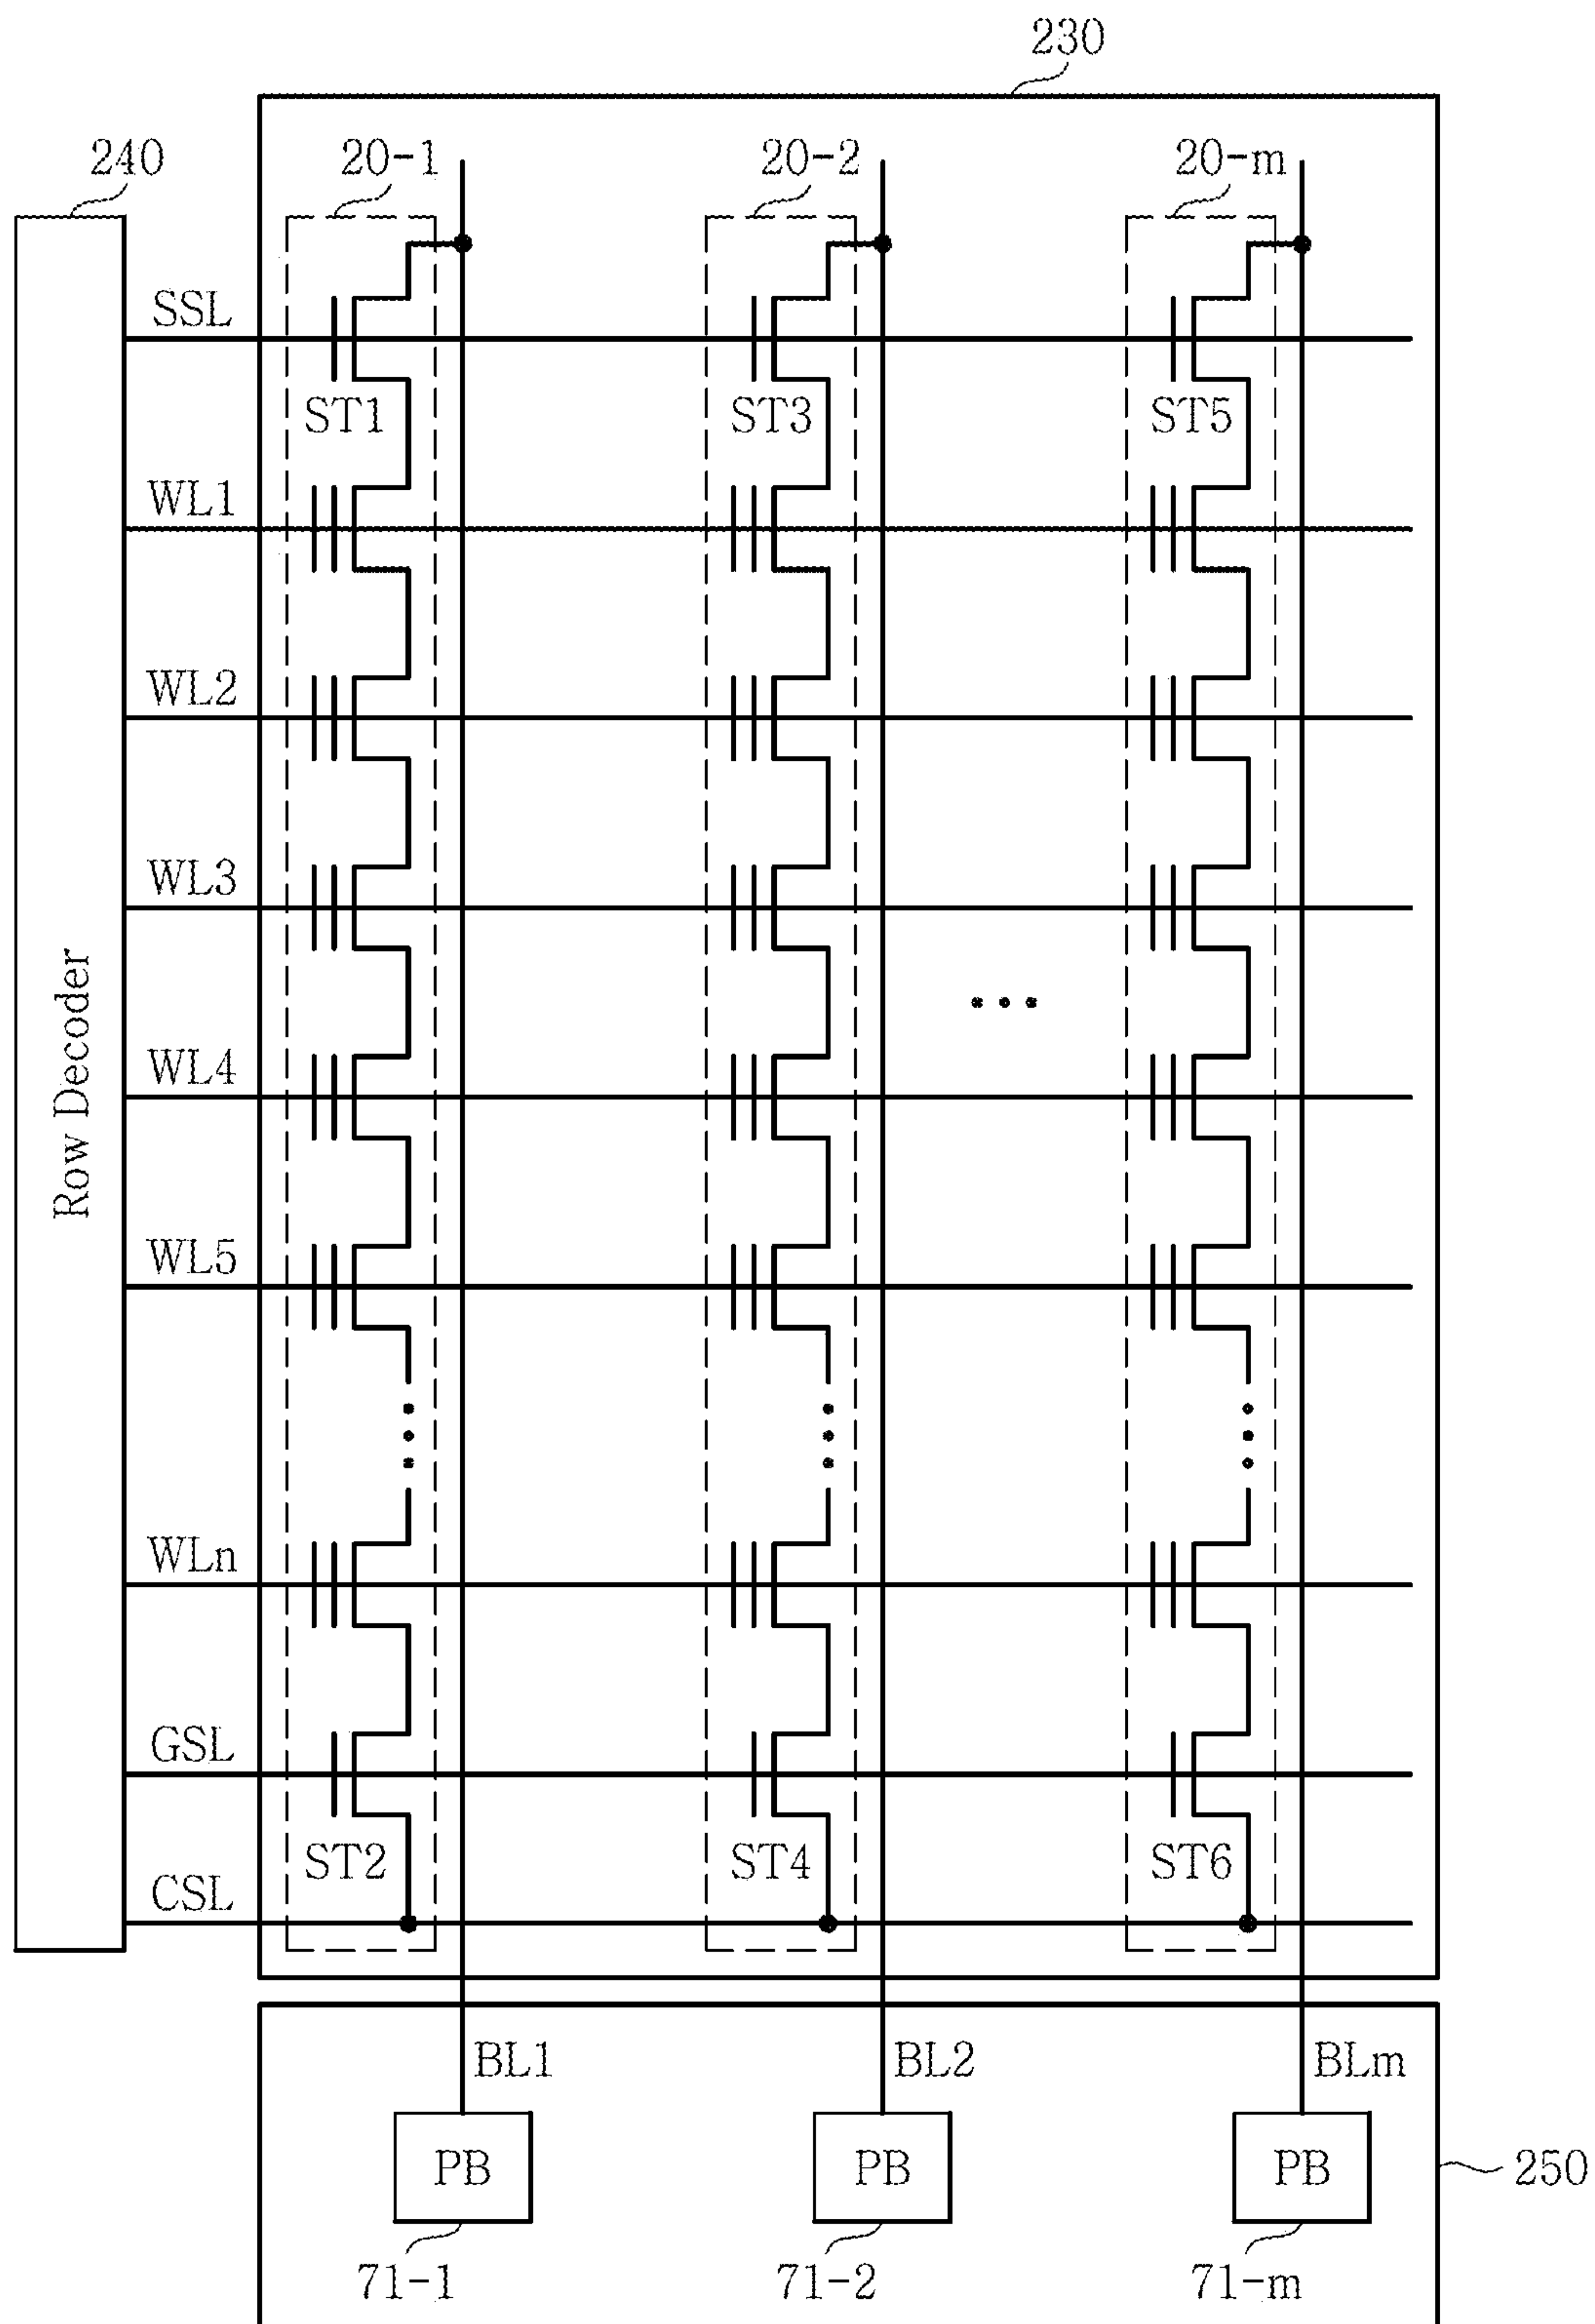 230
240
20-1
20-2
20-m
SSL
ST1
ST3
ST5
WL1
WL2
WL3
WL4
Row Decoder
WL5
WLn
GSL
ST2
ST4
ST6
CSL
BL1
BL2
BLm
PB
PB
PB
250
71-1
71-2
71-m